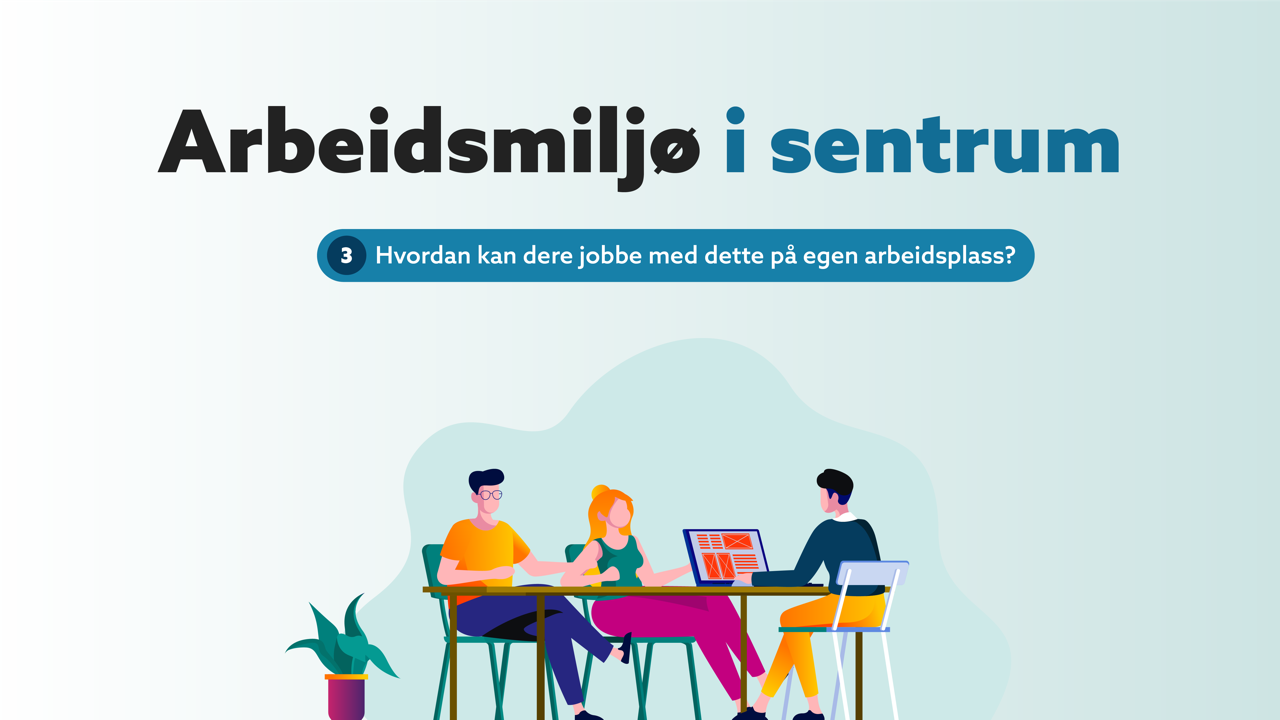 Arbeidsmiljø i sentrum
3 Hvordan kan dere jobbe med dette på egen arbeidsplass?